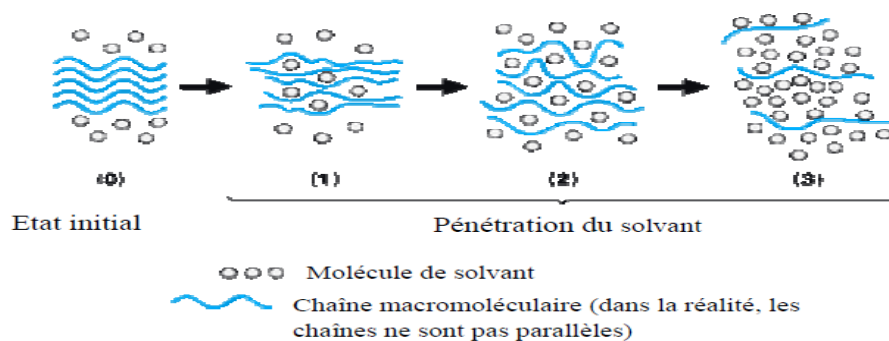 (0) (1) (2) (3)
Etat initial Pénétration du solvant
Molécule de solvant
Chaîne macromoléculaire (dans la réalité, les
chaînes ne sont pas parallèles)